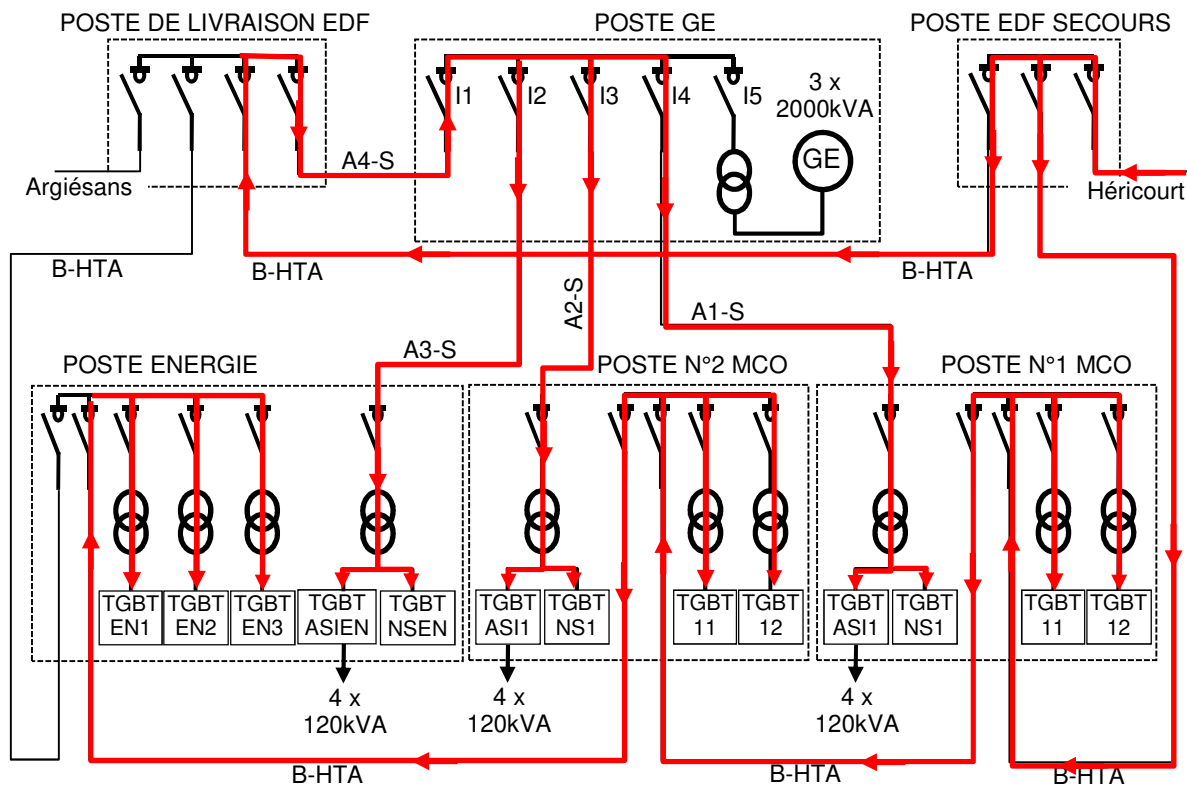 POSTE DE LIVRAISON EDF
POSTE GE
POSTE EDF SECOURS
I1
I2
I3
I4
I5
3 x
2000kVA
GE
A4-S
Argiésans
Héricourt
B-HTA
B-HTA
B-HTA
A2-S
A1-S
A3-S
POSTE ENERGIE
POSTE N°2 MCO
POSTE N°1 MCO
TGBT
EN1
TGBT
EN2
TGBT
EN3
TGBT
ASIEN
TGBT
NSEN
TGBT
ASI1
TGBT
NS1
TGBT
11
TGBT
12
TGBT
ASI1
TGBT
NS1
TGBT
11
TGBT
12
4 x
120kVA
4 x
120kVA
4 x
120kVA
B-HTA
B-HTA
B-HTA